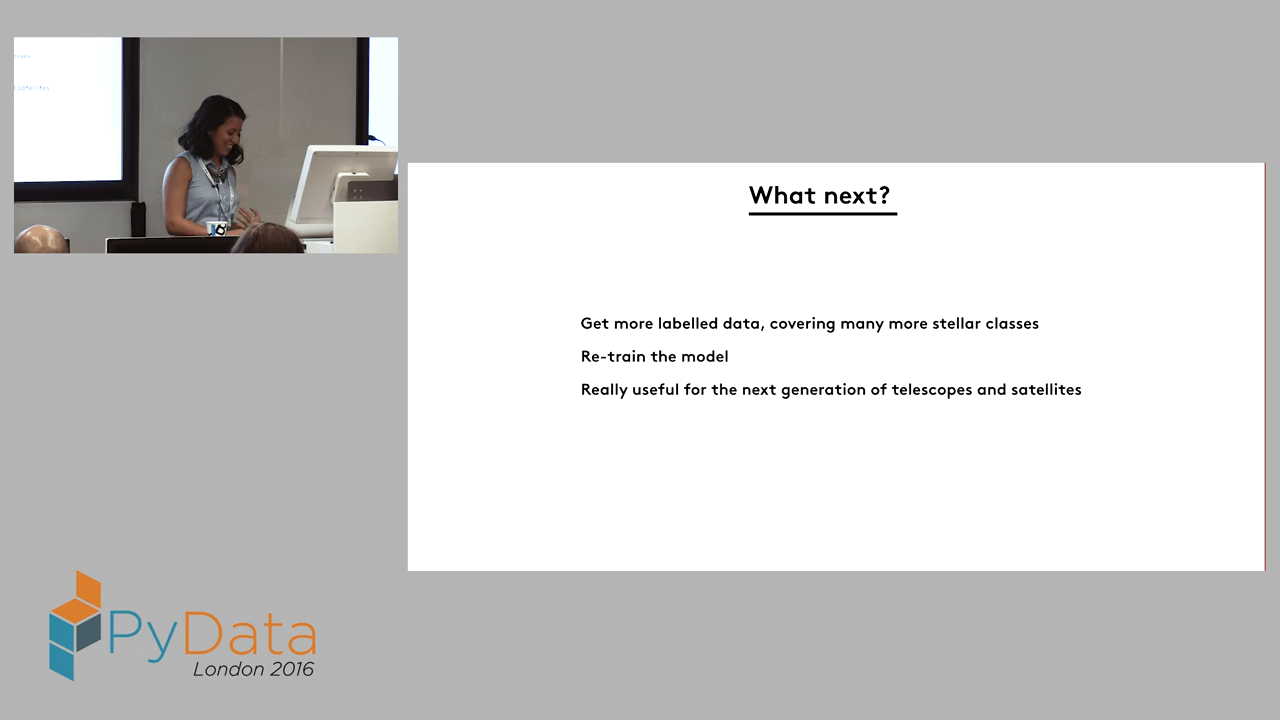 What next?
Get more labelled data, covering many more stellar classes
Re-train the model
Really useful for the next generation of telescopes and satellites
satellites
PyData
London 2016